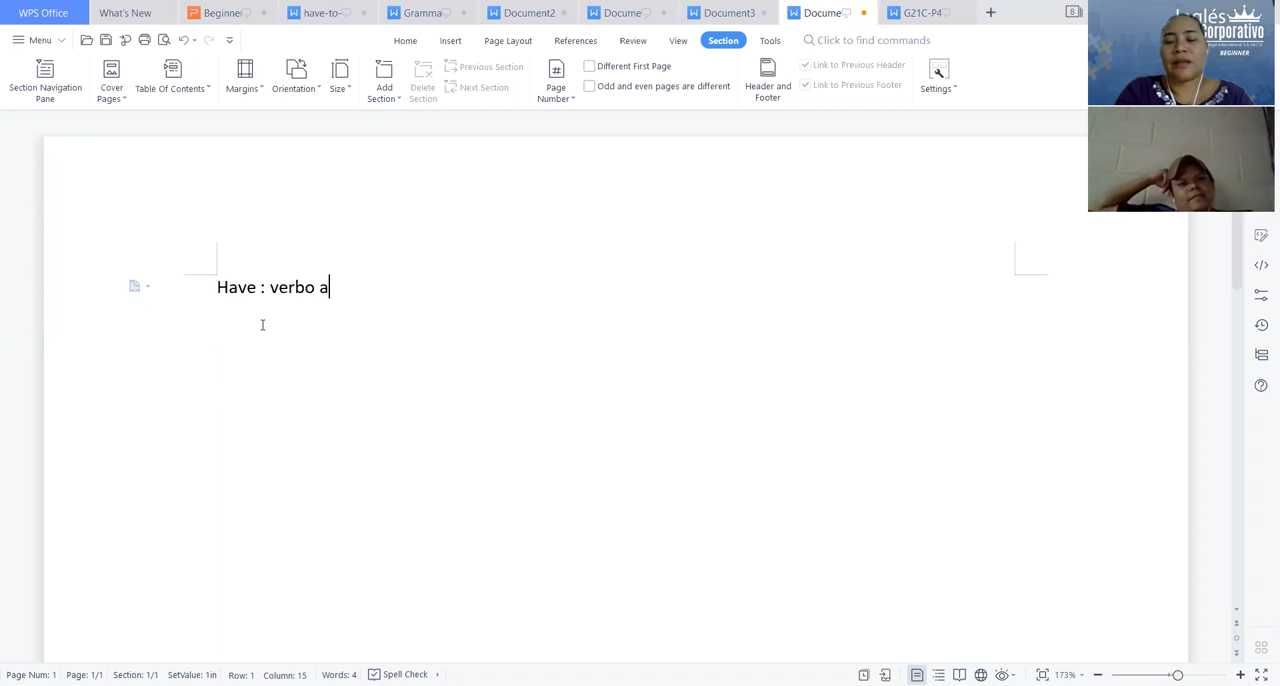 WPS Office
What's New
Beginner
have-to-
Gramma
Document2
Docume
Document3
Docume
G21C-P4
8
Menu
Home
Insert
Page Layout
References
Review
View
Section
Tools
Click to find commands
Section Navigation Pane
Cover Pages
Table Of Contents
Margins
Orientation
Size
Add Section
Delete Section
Previous Section
Next Section
Page Number
Different First Page
Odd and even pages are different
Header and Footer
Link to Previous Header
Link to Previous Footer
Settings
Inglés
Corporativo
BEGINNER
Have : verbo a
Page Num: 1
Page: 1/1
Section: 1/1
SetValue: 1in
Row: 1
Column: 15
Words: 4
Spell Check
173%